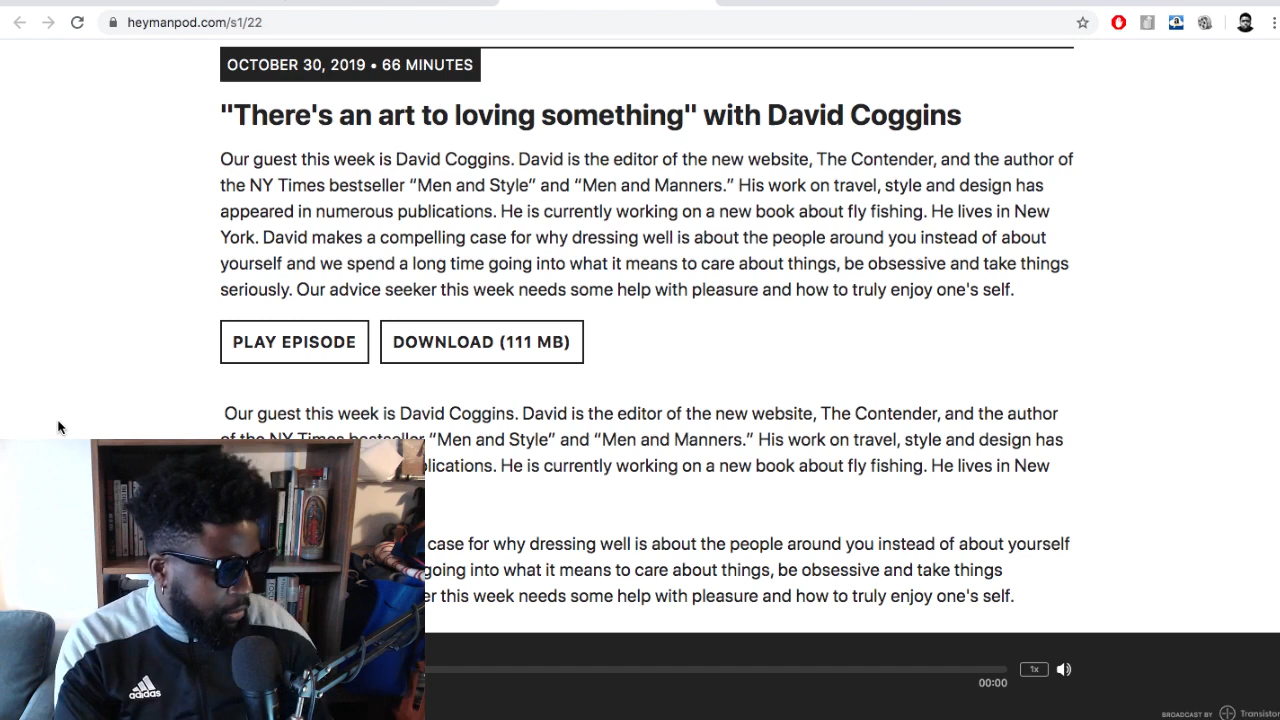 heymanpod.com/s1/22
OCTOBER 30, 2019 • 66 MINUTES
"There's an art to loving something" with David Coggins
Our guest this week is David Coggins. David is the editor of the new website, The Contender, and the author of
the NY Times bestseller “Men and Style” and “Men and Manners.” His work on travel, style and design has
appeared in numerous publications. He is currently working on a new book about fly fishing. He lives in New
York. David makes a compelling case for why dressing well is about the people around you instead of about
yourself and we spend a long time going into what it means to care about things, be obsessive and take things
seriously. Our advice seeker this week needs some help with pleasure and how to truly enjoy one's self.
PLAY EPISODE
DOWNLOAD (111 MB)
Our guest this week is David Coggins. David is the editor of the new website, The Contender, and the author
of the NY Times bestseller “Men and Style” and “Men and Manners.” His work on travel, style and design has
blications. He is currently working on a new book about fly fishing. He lives in New
case for why dressing well is about the people around you instead of about yourself
going into what it means to care about things, be obsessive and take things
er this week needs some help with pleasure and how to truly enjoy one's self.
1x
00:00
BROADCAST BY Transistor
adidas